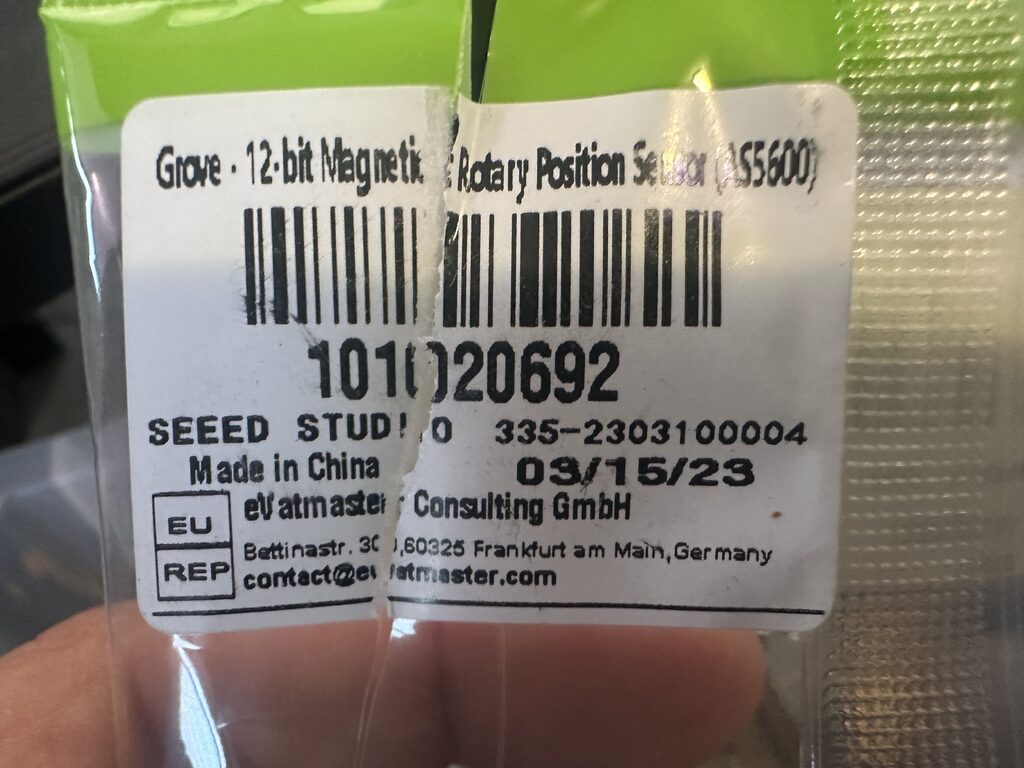 Grove - 12-bit Magnetic Rotary Position Sensor (AS5600)
101020692
SEEED STUDIO 335-2303100004
Made in China 03/15/23
EU REP
eVatmaster Consulting GmbH
Bettinastr. 30,60325 Frankfurt am Main,Germany
contact@evatmaster.com